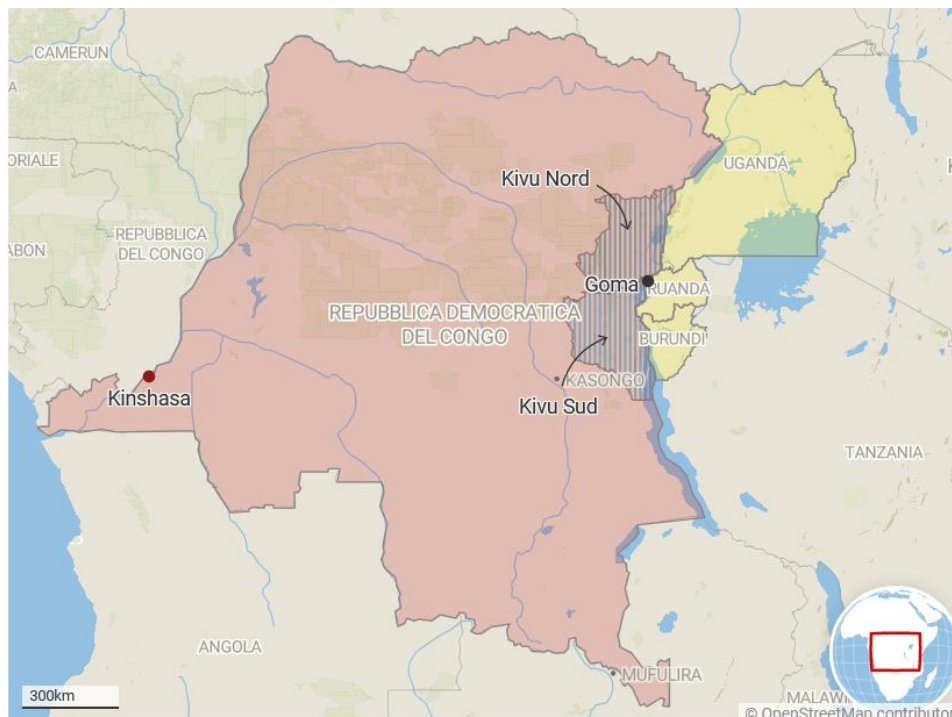 CAMERUN
A
ORIALE
ABON
REPUBBLICA
DEL CONGO
Kivu Nord
UGANDA
Goma
RUANDA
REPUBBLICA DEMOCRATICA
DEL CONGO
BURUNDI
KASONGO
Kivu Sud
Kinshasa
TANZANIA
ANGOLA
MUFULIRA
300km
MALAWI
© OpenStreetMap contributor